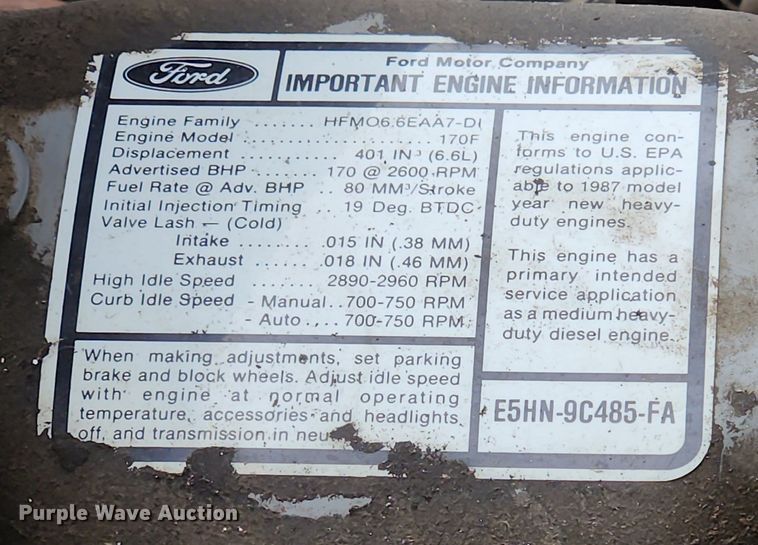 Ford
Ford Motor Company
IMPORTANT ENGINE INFORMATION
Engine Family ....... HFM06.6EAA7-DI
Engine Model ................ 170F
Displacement ....... 401 IN³ (6.6L)
Advertised BHP ..... 170 @ 2600 RPM
Fuel Rate @ Adv. BHP .. 80 MM³/Stroke
Initial Injection Timing .. 19 Deg. BTDC
Valve Lash — (Cold)
Intake ....... .015 IN (.38 MM)
Exhaust ..... .018 IN (.46 MM)
High Idle Speed ..... 2890-2960 RPM
Curb Idle Speed - Manual..700-750 RPM
- Auto ....700-750 RPM
When making adjustments, set parking
brake and block wheels. Adjust idle speed
with engine at normal operating
temperature, accessories and headlights
off, and transmission in neu
This engine con-
forms to U.S. EPA
regulations applic-
able to 1987 model
year new heavy-
duty engines.
This engine has a
primary intended
service application
as a medium heavy-
duty diesel engine.
E5HN-9C485-FA
Purple Wave Auction